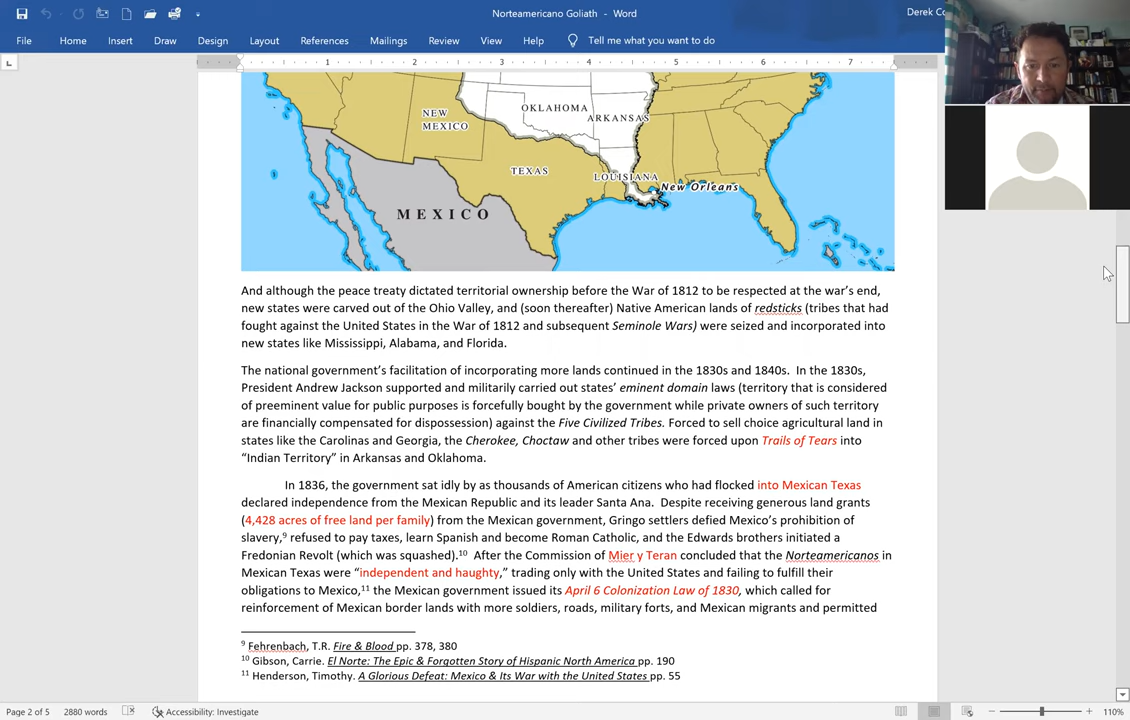 Norteamericano Goliath - Word
Derek Co
File Home Insert Draw Design Layout References Mailings Review View Help Tell me what you want to do
1 2 3 4 5 6 7
OKLAHOMA
ARKANSAS
NEW
MEXICO
TEXAS
LOUISIANA
New Orleans
MEXICO
And although the peace treaty dictated territorial ownership before the War of 1812 to be respected at the war's end,
new states were carved out of the Ohio Valley, and (soon thereafter) Native American lands of redsticks (tribes that had
fought against the United States in the War of 1812 and subsequent Seminole Wars) were seized and incorporated into
new states like Mississippi, Alabama, and Florida.
The national government's facilitation of incorporating more lands continued in the 1830s and 1840s. In the 1830s,
President Andrew Jackson supported and militarily carried out states' eminent domain laws (territory that is considered
of preeminent value for public purposes is forcefully bought by the government while private owners of such territory
are financially compensated for dispossession) against the Five Civilized Tribes. Forced to sell choice agricultural land in
states like the Carolinas and Georgia, the Cherokee, Choctaw and other tribes were forced upon Trails of Tears into
“Indian Territory” in Arkansas and Oklahoma.
In 1836, the government sat idly by as thousands of American citizens who had flocked into Mexican Texas
declared independence from the Mexican Republic and its leader Santa Ana. Despite receiving generous land grants
(4,428 acres of free land per family) from the Mexican government, Gringo settlers defied Mexico's prohibition of
slavery,9 refused to pay taxes, learn Spanish and become Roman Catholic, and the Edwards brothers initiated a
Fredonian Revolt (which was squashed).10 After the Commission of Mier y Teran concluded that the Norteamericanos in
Mexican Texas were “independent and haughty,” trading only with the United States and failing to fulfill their
obligations to Mexico,11 the Mexican government issued its April 6 Colonization Law of 1830, which called for
reinforcement of Mexican border lands with more soldiers, roads, military forts, and Mexican migrants and permitted
9 Fehrenbach, T.R. Fire & Blood pp. 378, 380
10 Gibson, Carrie. El Norte: The Epic & Forgotten Story of Hispanic North America pp. 190
11 Henderson, Timothy. A Glorious Defeat: Mexico & Its War with the United States pp. 55
Page 2 of 5 2880 words Accessibility: Investigate 110%